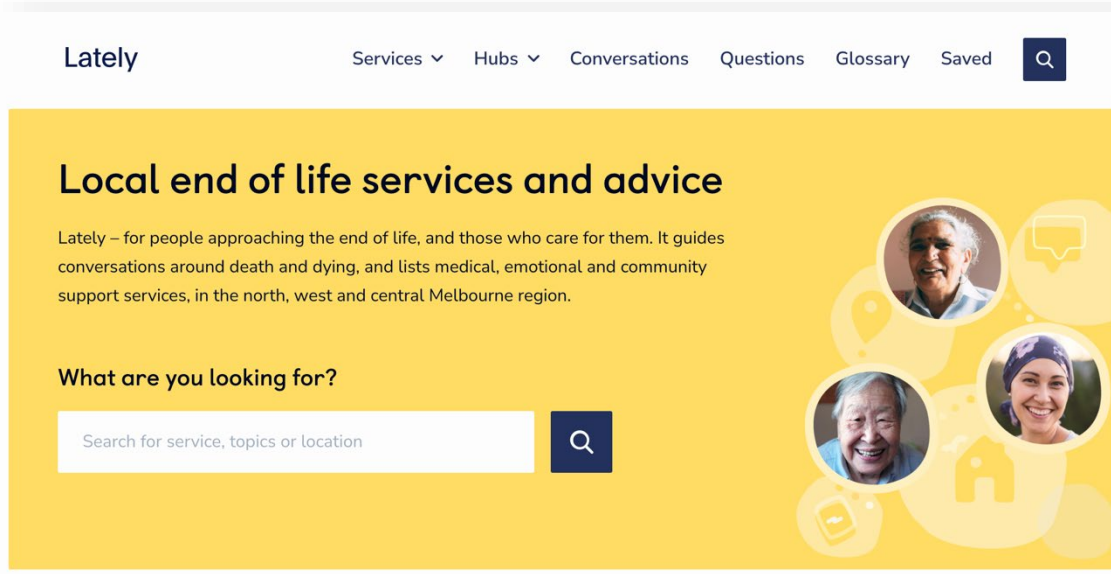 Lately
Services Hubs Conversations Questions Glossary Saved
Local end of life services and advice
Lately – for people approaching the end of life, and those who care for them. It guides
conversations around death and dying, and lists medical, emotional and community
support services, in the north, west and central Melbourne region.
What are you looking for?
Search for service, topics or location